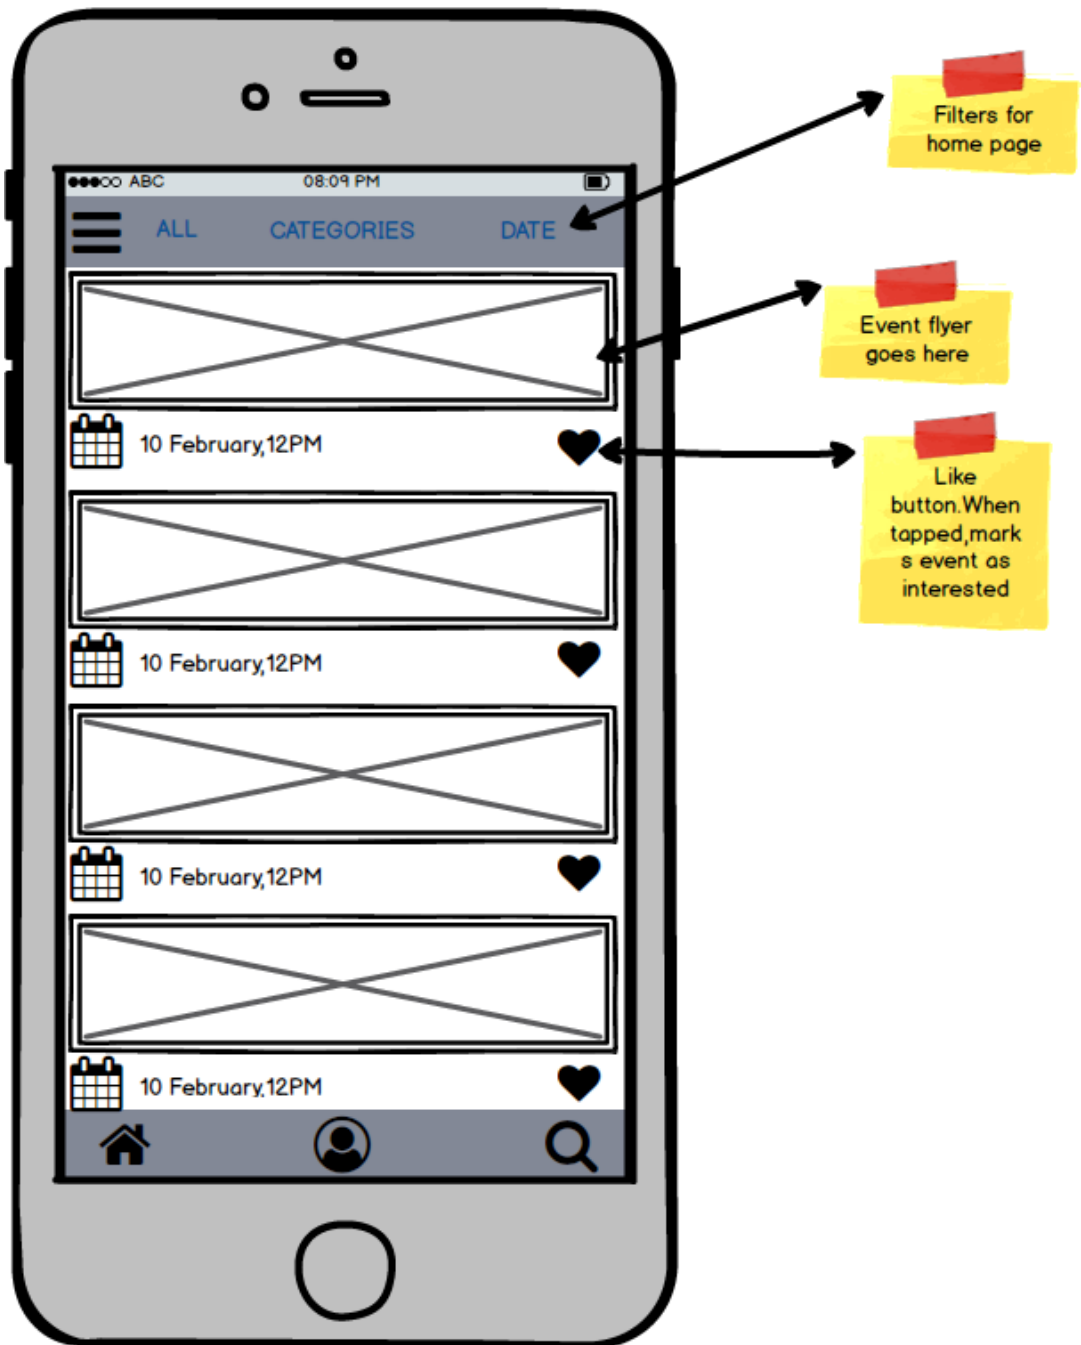 ABC 08:09 PM
ALL CATEGORIES DATE
10 February,12PM
10 February,12PM
10 February,12PM
10 February,12PM
Filters for
home page
Event flyer
goes here
Like
button.When
tapped,mark
s event as
interested